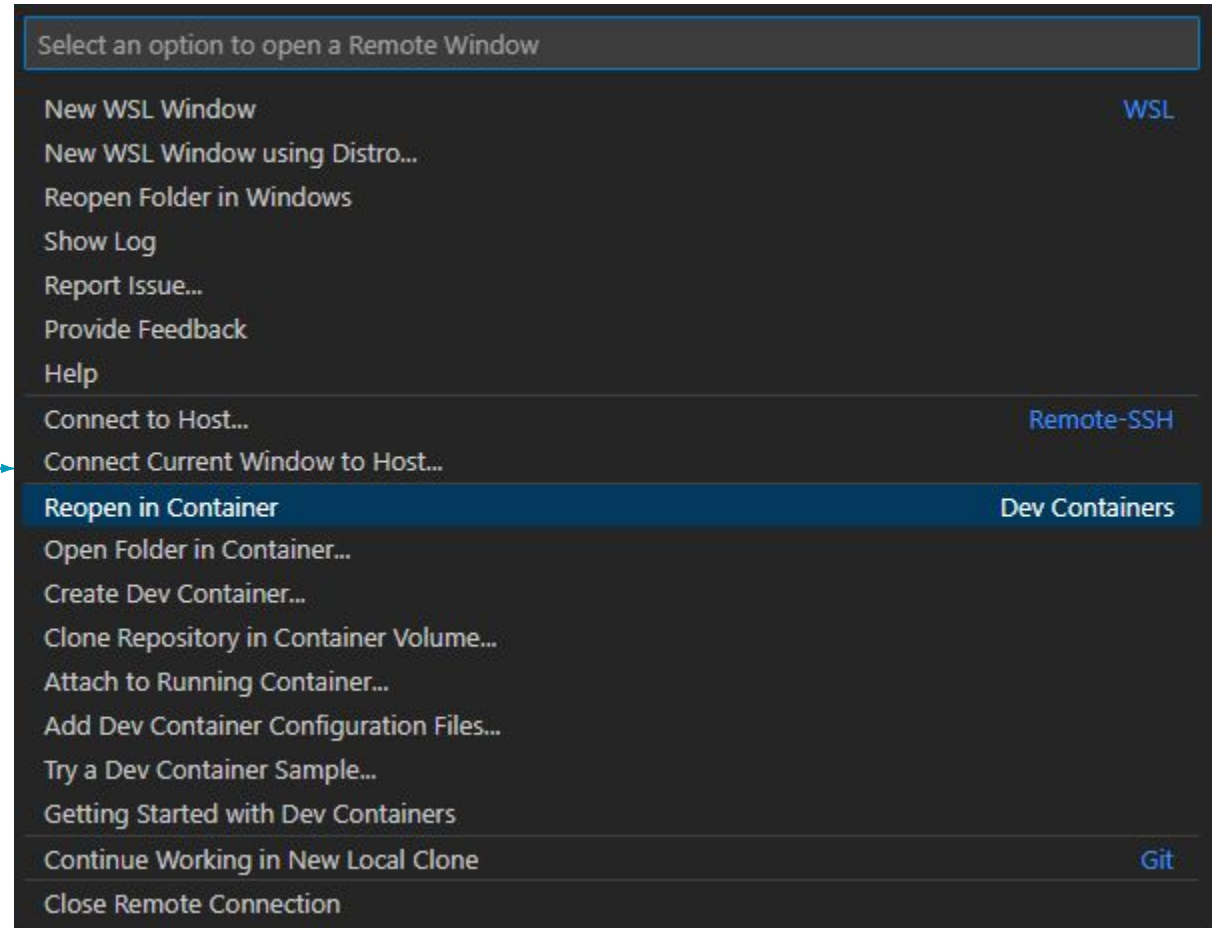 Select an option to open a Remote Window
New WSL Window WSL
New WSL Window using Distro...
Reopen Folder in Windows
Show Log
Report Issue...
Provide Feedback
Help
Connect to Host... Remote-SSH
Connect Current Window to Host...
Reopen in Container Dev Containers
Open Folder in Container...
Create Dev Container...
Clone Repository in Container Volume...
Attach to Running Container...
Add Dev Container Configuration Files...
Try a Dev Container Sample...
Getting Started with Dev Containers
Continue Working in New Local Clone Git
Close Remote Connection